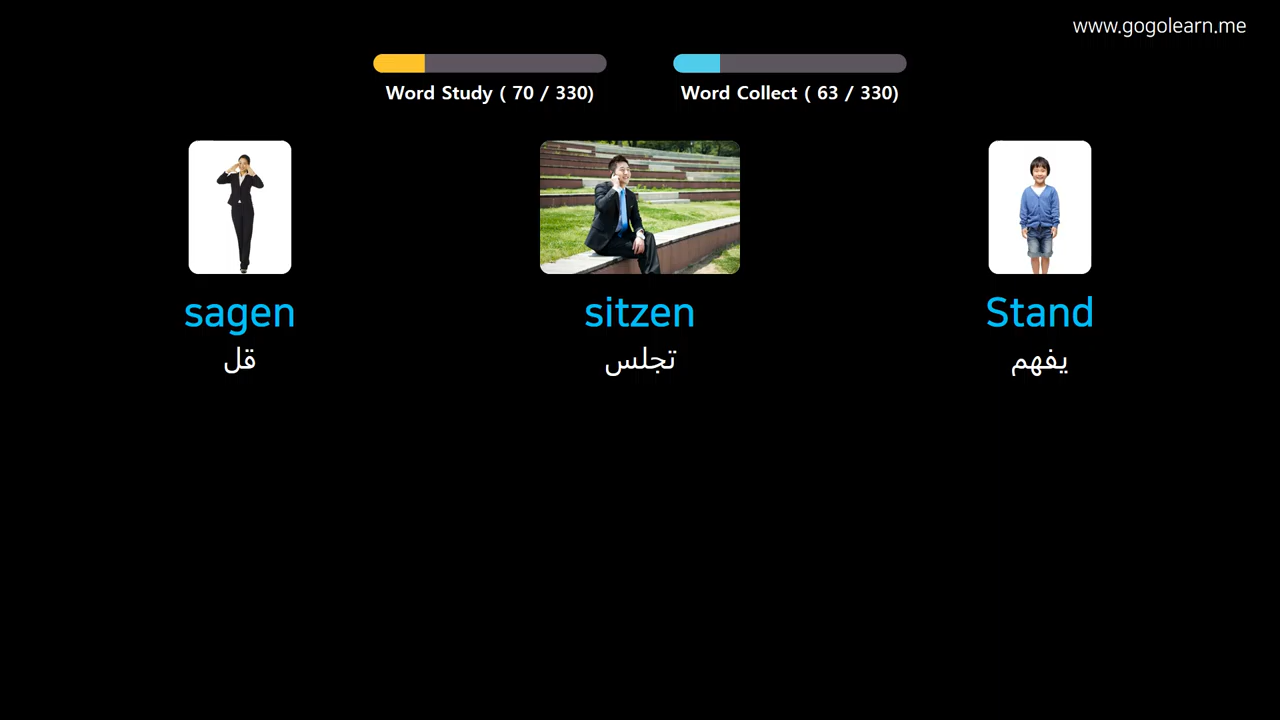 www.gogolearn.me
Word Study ( 70 / 330)
Word Collect ( 63 / 330)
sagen
sitzen
Stand
قل
تجلس
يفهم